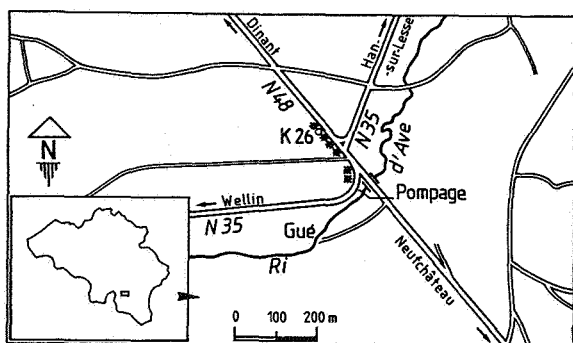 Dinant
Han-
-sur-Lesse
N48
N35
K 26
d'Ave
N
Pompage
Wellin
N 35
Gué
Ri
Neufchâteau
0 100 200 m